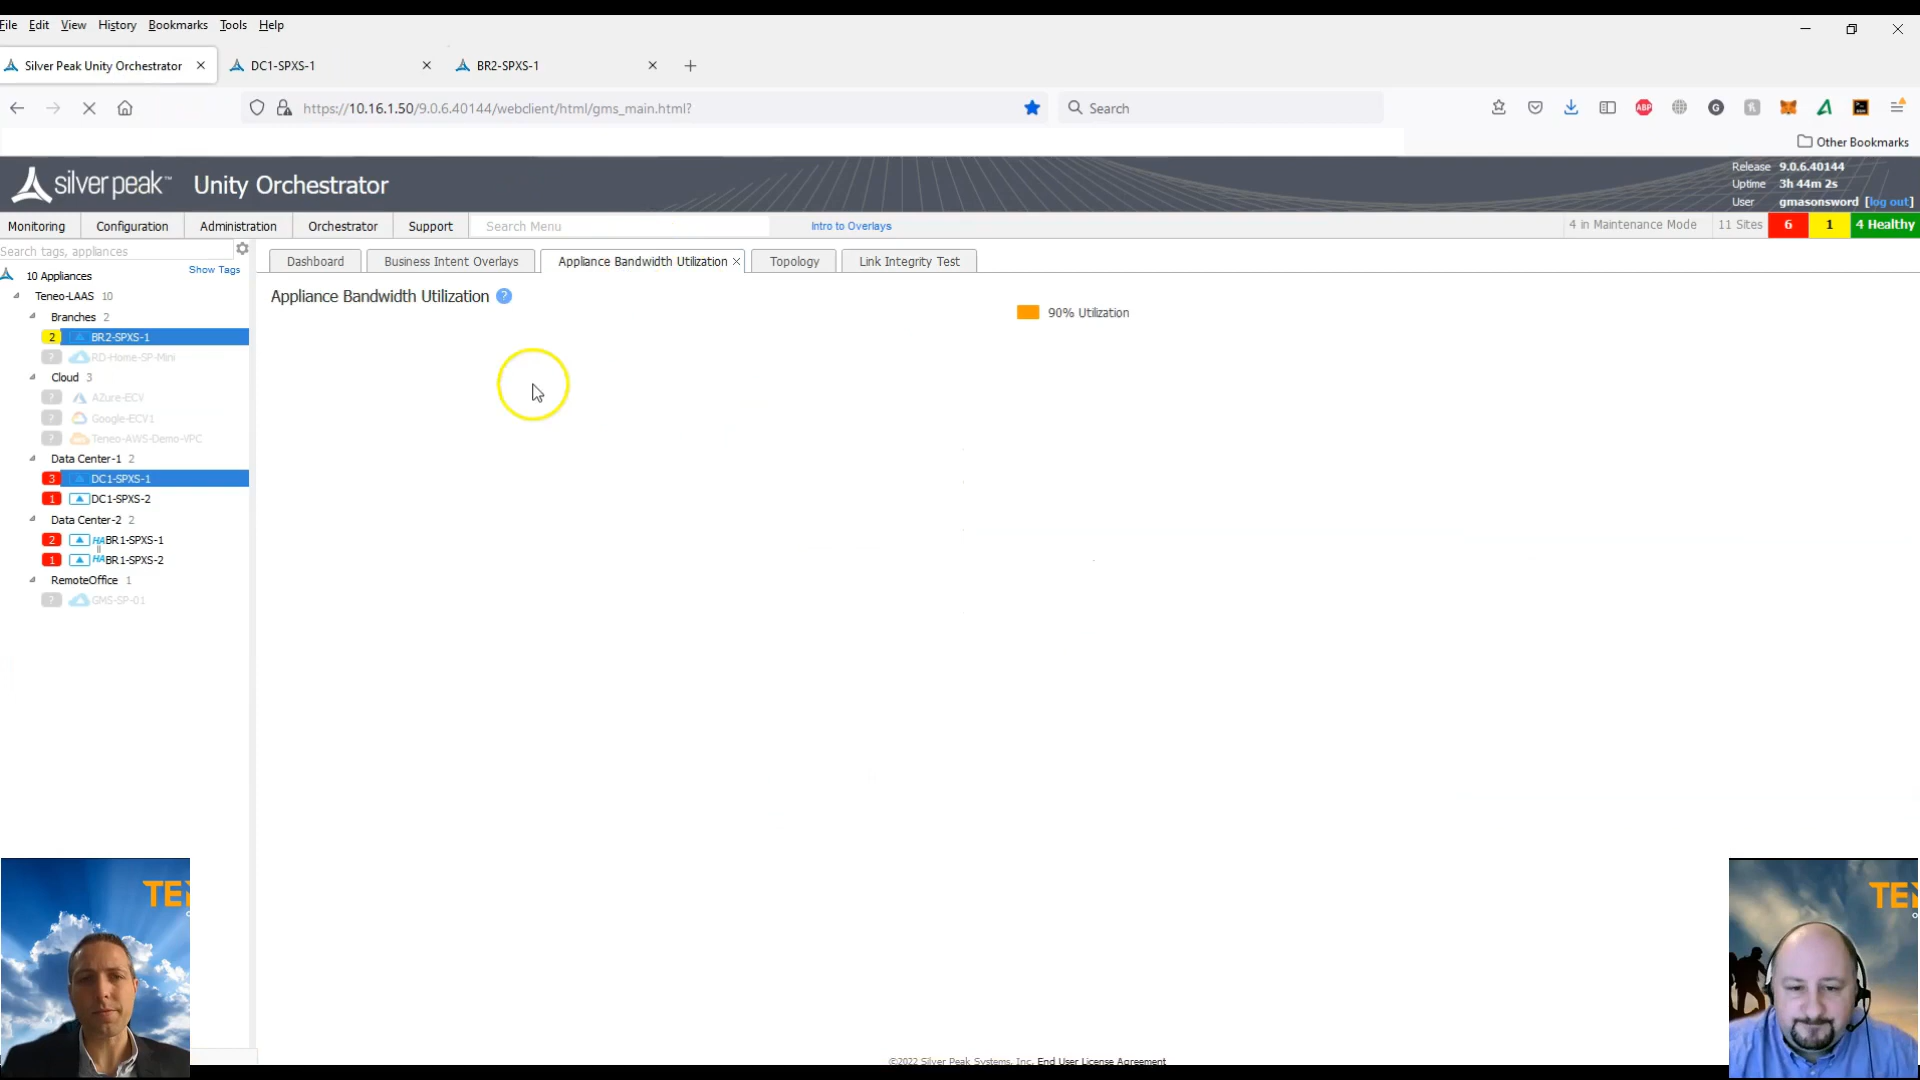 File Edit View History Bookmarks Tools Help
Silver Peak Unity Orchestrator DC1-SPXS-1 BR2-SPXS-1
https://10.16.1.50/9.0.6.40144/webclient/html/gms_main.html? Search
Other Bookmarks
silver peak™ Unity Orchestrator
Release 9.0.6.40144
Uptime 3h 44m 2s
User gmasonsword [log out]
Monitoring Configuration Administration Orchestrator Support Search Menu Intro to Overlays 4 in Maintenance Mode 11 Sites 6 1 4 Healthy
Search tags, appliances
Show Tags
10 Appliances
Dashboard Business Intent Overlays Appliance Bandwidth Utilization Topology Link Integrity Test
Appliance Bandwidth Utilization ?
90% Utilization
Teneo-LAAS 10
Branches 2
2 BR2-SPXS-1
? RD-Home-SP-Mini
Cloud 3
? AZure-ECV
? Google-ECV1
? Teneo-AWS-Demo-VPC
Data Center-1 2
3 DC1-SPXS-1
1 DC1-SPXS-2
Data Center-2 2
2 HA BR1-SPXS-1
1 HA BR1-SPXS-2
RemoteOffice 1
? GMS-SP-01
©2022 Silver Peak Systems, Inc. End User License Agreement